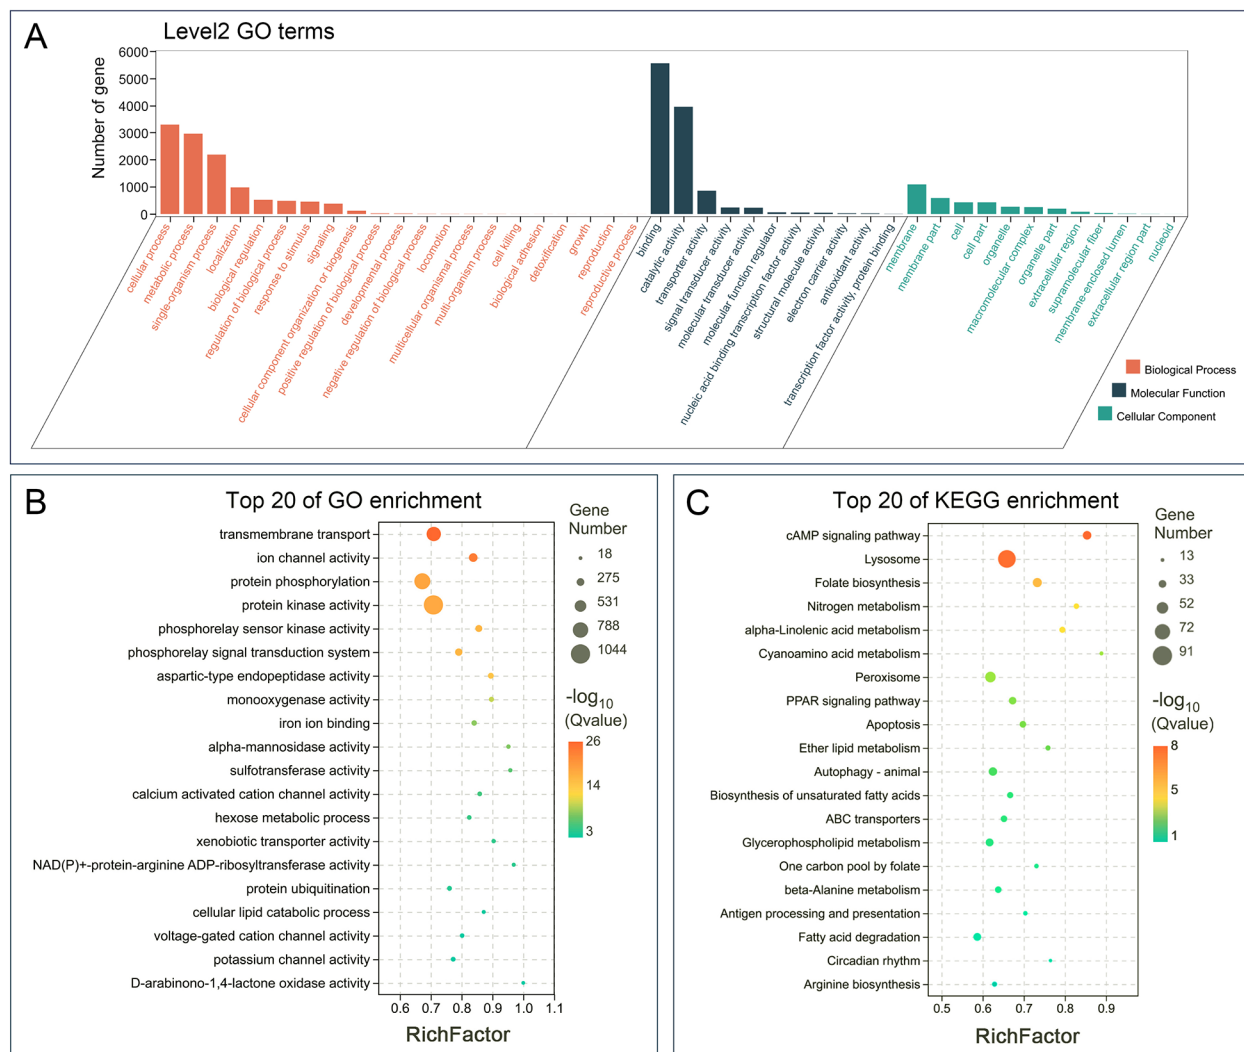 A
Level2 GO terms
Number of gene
6000
5000
4000
3000
2000
1000
0
cellular process
metabolic process
single-organism process
localization
biological regulation
regulation of biological process
response to stimulus
signaling
cellular component organization or biogenesis
positive regulation of biological process
developmental process
negative regulation of biological process
locomotion
multicellular organismal process
multi-organism process
cell killing
biological adhesion
detoxification
growth
reproduction
reproductive process
binding
catalytic activity
transporter activity
signal transducer activity
molecular transducer activity
molecular function regulator
nucleic acid binding transcription factor activity
structural molecule activity
electron carrier activity
antioxidant activity
transcription factor activity, protein binding
membrane
membrane part
cell
cell part
organelle
macromolecular complex
organelle part
extracellular region
supramolecular fiber
membrane-enclosed lumen
extracellular region part
nucleoid
Biological Process
Molecular Function
Cellular Component
B
Top 20 of GO enrichment
transmembrane transport
ion channel activity
protein phosphorylation
protein kinase activity
phosphorelay sensor kinase activity
phosphorelay signal transduction system
aspartic-type endopeptidase activity
monooxygenase activity
iron ion binding
alpha-mannosidase activity
sulfotransferase activity
calcium activated cation channel activity
hexose metabolic process
xenobiotic transporter activity
NAD(P)+-protein-arginine ADP-ribosyltransferase activity
protein ubiquitination
cellular lipid catabolic process
voltage-gated cation channel activity
potassium channel activity
D-arabinono-1,4-lactone oxidase activity
0.6 0.7 0.8 0.9 1.0 1.1
RichFactor
Gene
Number
18
275
531
788
1044
-log10
(Qvalue)
26
14
3
C
Top 20 of KEGG enrichment
cAMP signaling pathway
Lysosome
Folate biosynthesis
Nitrogen metabolism
alpha-Linolenic acid metabolism
Cyanoamino acid metabolism
Peroxisome
PPAR signaling pathway
Apoptosis
Ether lipid metabolism
Autophagy - animal
Biosynthesis of unsaturated fatty acids
ABC transporters
Glycerophospholipid metabolism
One carbon pool by folate
beta-Alanine metabolism
Antigen processing and presentation
Fatty acid degradation
Circadian rhythm
Arginine biosynthesis
0.5 0.6 0.7 0.8 0.9
RichFactor
Gene
Number
13
33
52
72
91
-log10
(Qvalue)
8
5
1